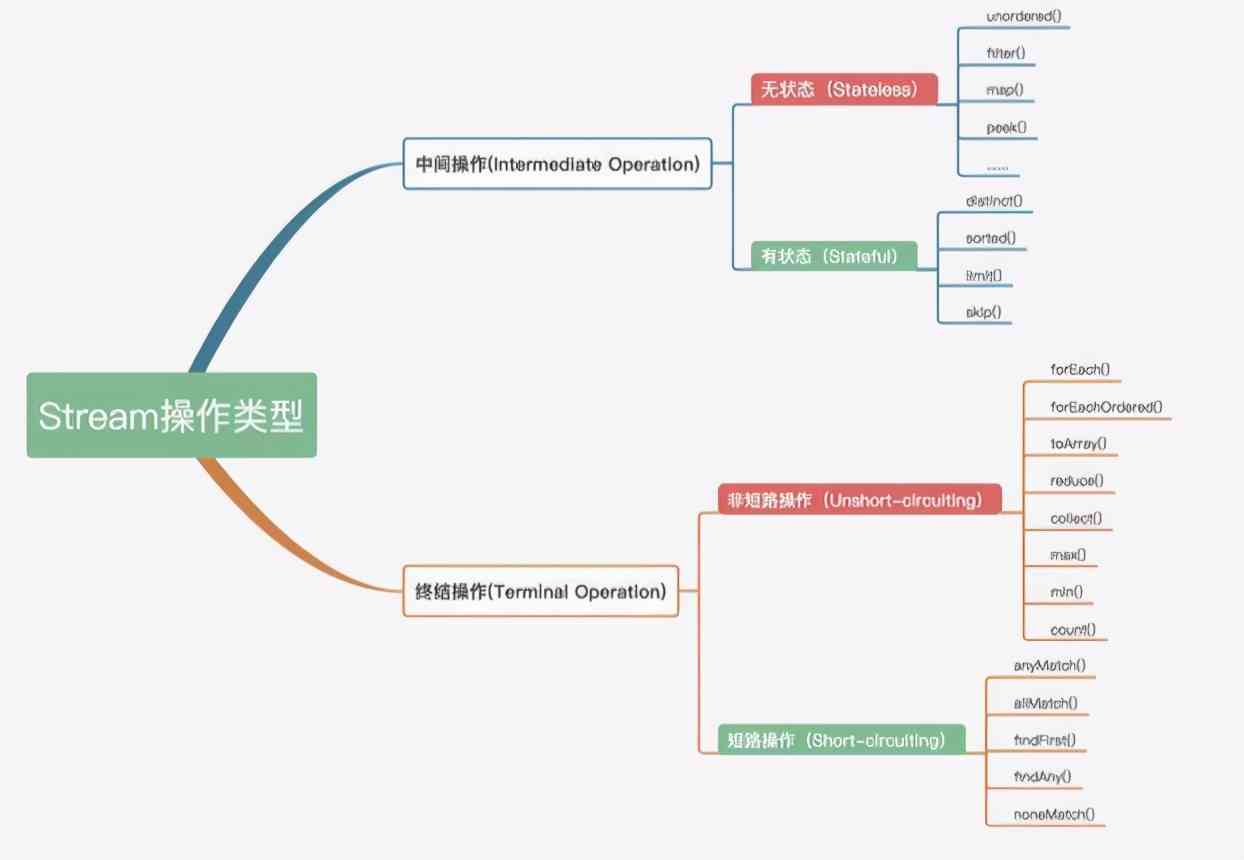 Stream操作类型
中间操作(Intermediate Operation)
无状态（Stateless）
unordered()
filter()
map()
peek()
......
有状态（Stateful）
distinct()
sorted()
limit()
skip()
终结操作(Terminal Operation)
非短路操作（Unshort-circuiting）
forEach()
forEachOrdered()
toArray()
reduce()
collect()
max()
min()
count()
短路操作（Short-circuiting）
anyMatch()
allMatch()
findFirst()
findAny()
noneMatch()